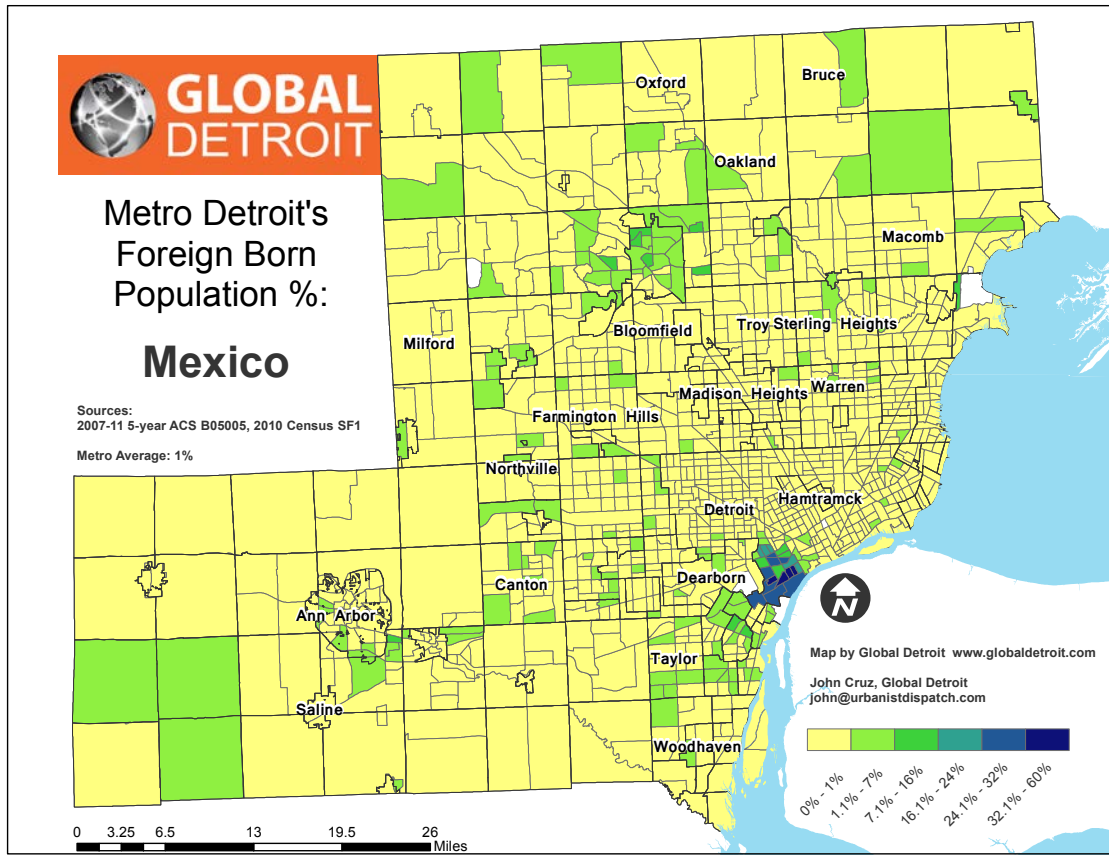 GLOBAL
DETROIT
Metro Detroit's
Foreign Born
Population %:
Mexico
Sources:
2007-11 5-year ACS B05005, 2010 Census SF1
Metro Average: 1%
Oxford
Bruce
Oakland
Macomb
Milford
Bloomfield
Troy
Sterling Heights
Madison Heights
Warren
Farmington Hills
Northville
Hamtramck
Detroit
Canton
Dearborn
Ann Arbor
Taylor
Saline
Woodhaven
N
Map by Global Detroit www.globaldetroit.com
John Cruz, Global Detroit
john@urbanistdispatch.com
0% - 1%
1.1% - 7%
7.1% - 16%
16.1% - 24%
24.1% - 32%
32.1% - 60%
0 3.25 6.5 13 19.5 26
Miles